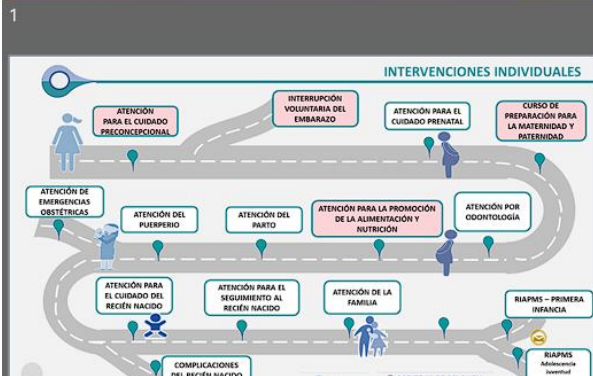 1
INTERVENCIONES INDIVIDUALES
ATENCIÓN
PARA EL CUIDADO
PRECONCEPCIONAL
INTERRUPCIÓN
VOLUNTARIA DEL
EMBARAZO
ATENCIÓN PARA EL
CUIDADO PRENATAL
CURSO DE
PREPARACIÓN PARA
LA MATERNIDAD Y
PATERNIDAD
ATENCIÓN DE
EMERGENCIAS
OBSTÉTRICAS
ATENCIÓN DEL
PUERPERIO
ATENCIÓN DEL
PARTO
ATENCIÓN PARA LA PROMOCIÓN
DE LA ALIMENTACIÓN Y
NUTRICIÓN
ATENCIÓN POR
ODONTOLOGÍA
ATENCIÓN PARA
EL CUIDADO DEL
RECIÉN NACIDO
ATENCIÓN PARA EL
SEGUIMIENTO AL
RECIÉN NACIDO
ATENCIÓN DE LA
FAMILIA
RIAPMS – PRIMERA
INFANCIA
COMPLICACIONES
DEL RECIÉN NACIDO
RIAPMS
Adolescencia
Juventud